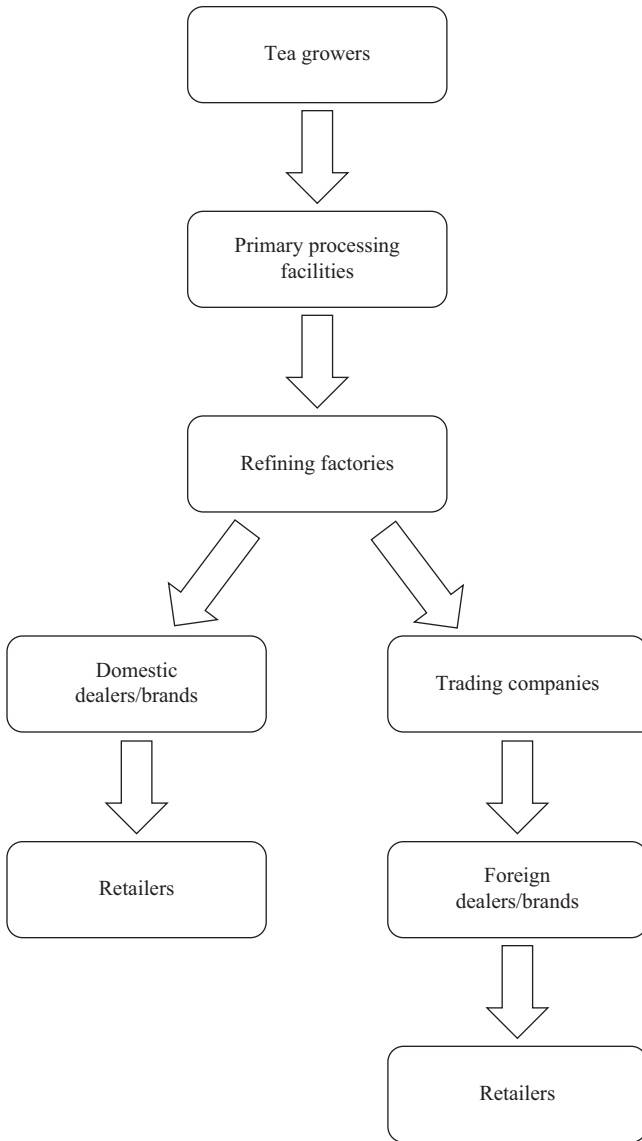 Tea growers
Primary processing
facilities
Refining factories
Domestic
dealers/brands
Trading companies
Retailers
Foreign
dealers/brands
Retailers